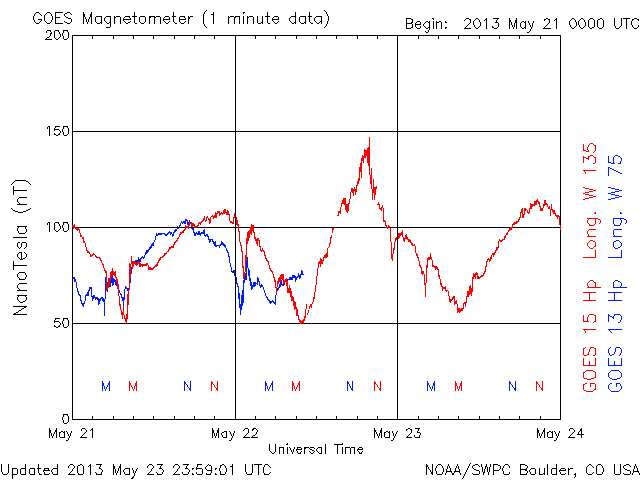 GOES Magnetometer (1 minute data)
Begin: 2013 May 21 0000 UTC
200
150
100
50
0
NanoTesla (nT)
M M N N M M N N M M N N
May 21 May 22 May 23 May 24
Universal Time
Updated 2013 May 23 23:59:01 UTC
NOAA/SWPC Boulder, CO USA
GOES 15 Hp Long. W 135
GOES 13 Hp Long. W 75